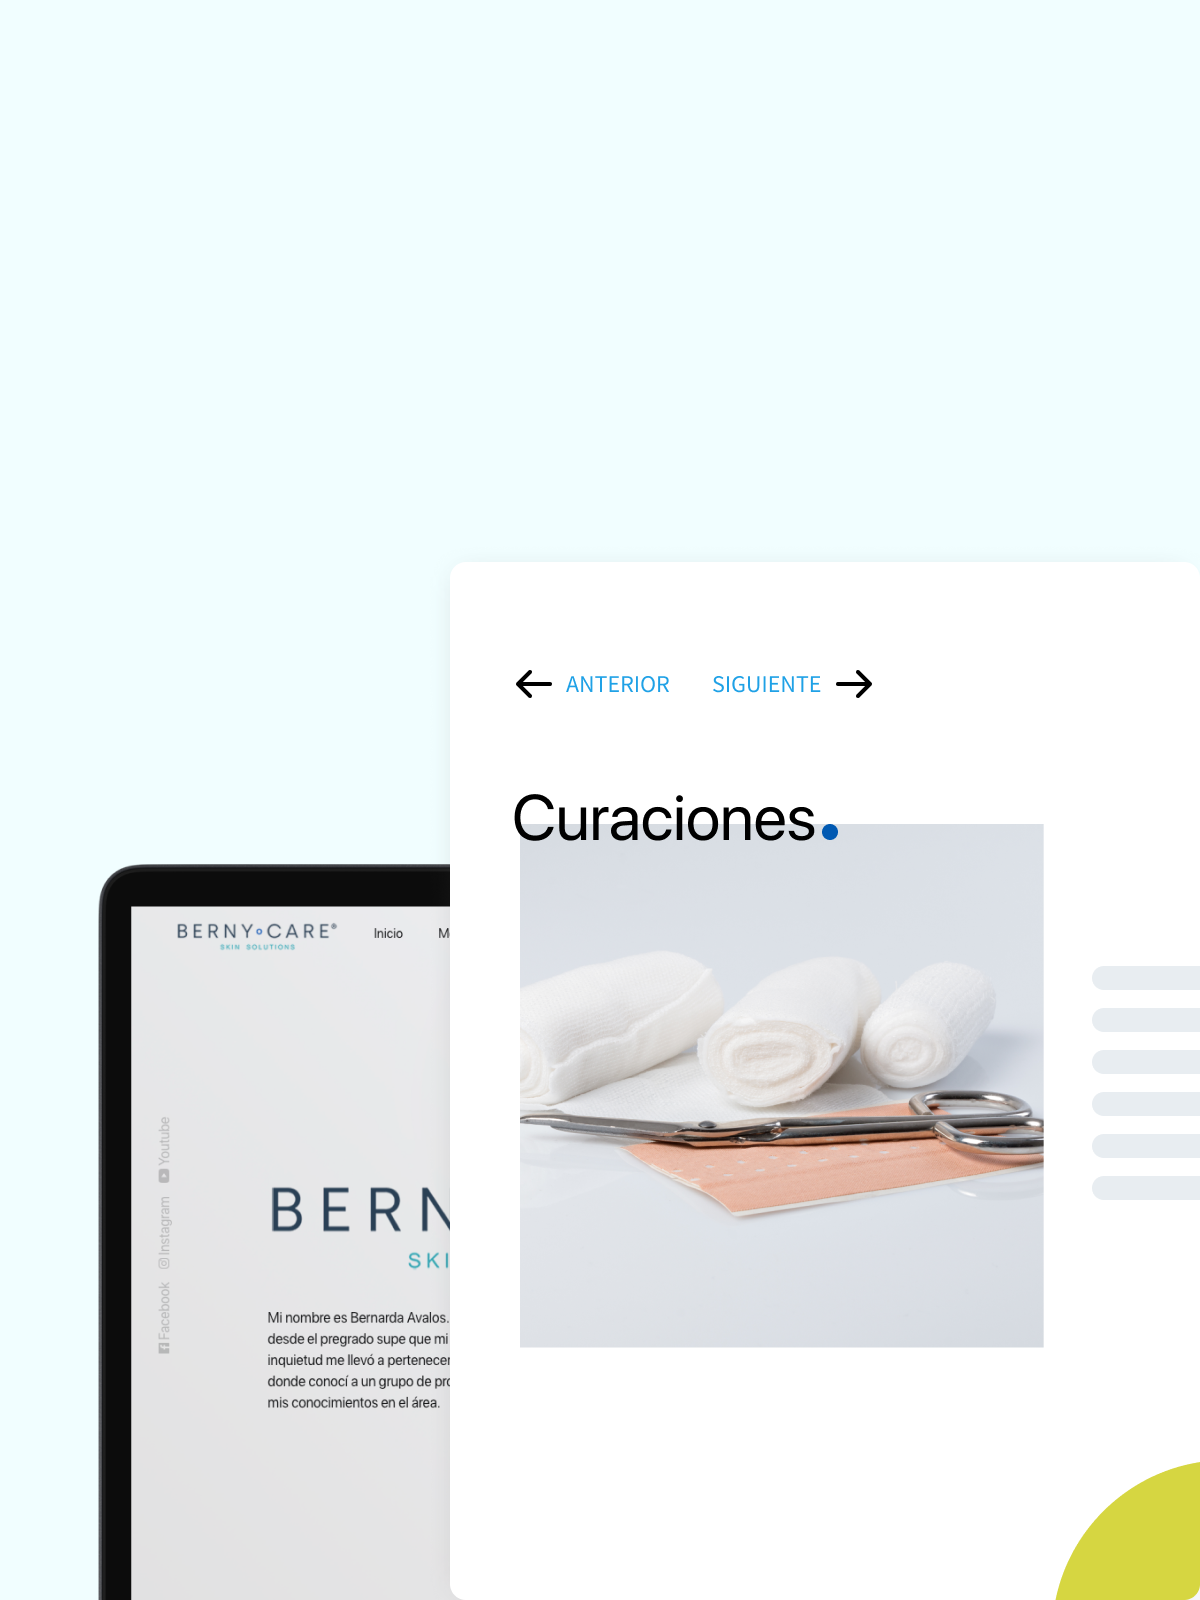 ANTERIOR SIGUIENTE
Curaciones.
BERNY CARE®
SKIN SOLUTIONS
Inicio
Youtube
Instagram
Facebook
BERN
SKI
Mi nombre es Bernarda Avalos.
desde el pregrado supe que mi
inquietud me llevó a pertenecer
donde conocí a un grupo de pro
mis conocimientos en el área.